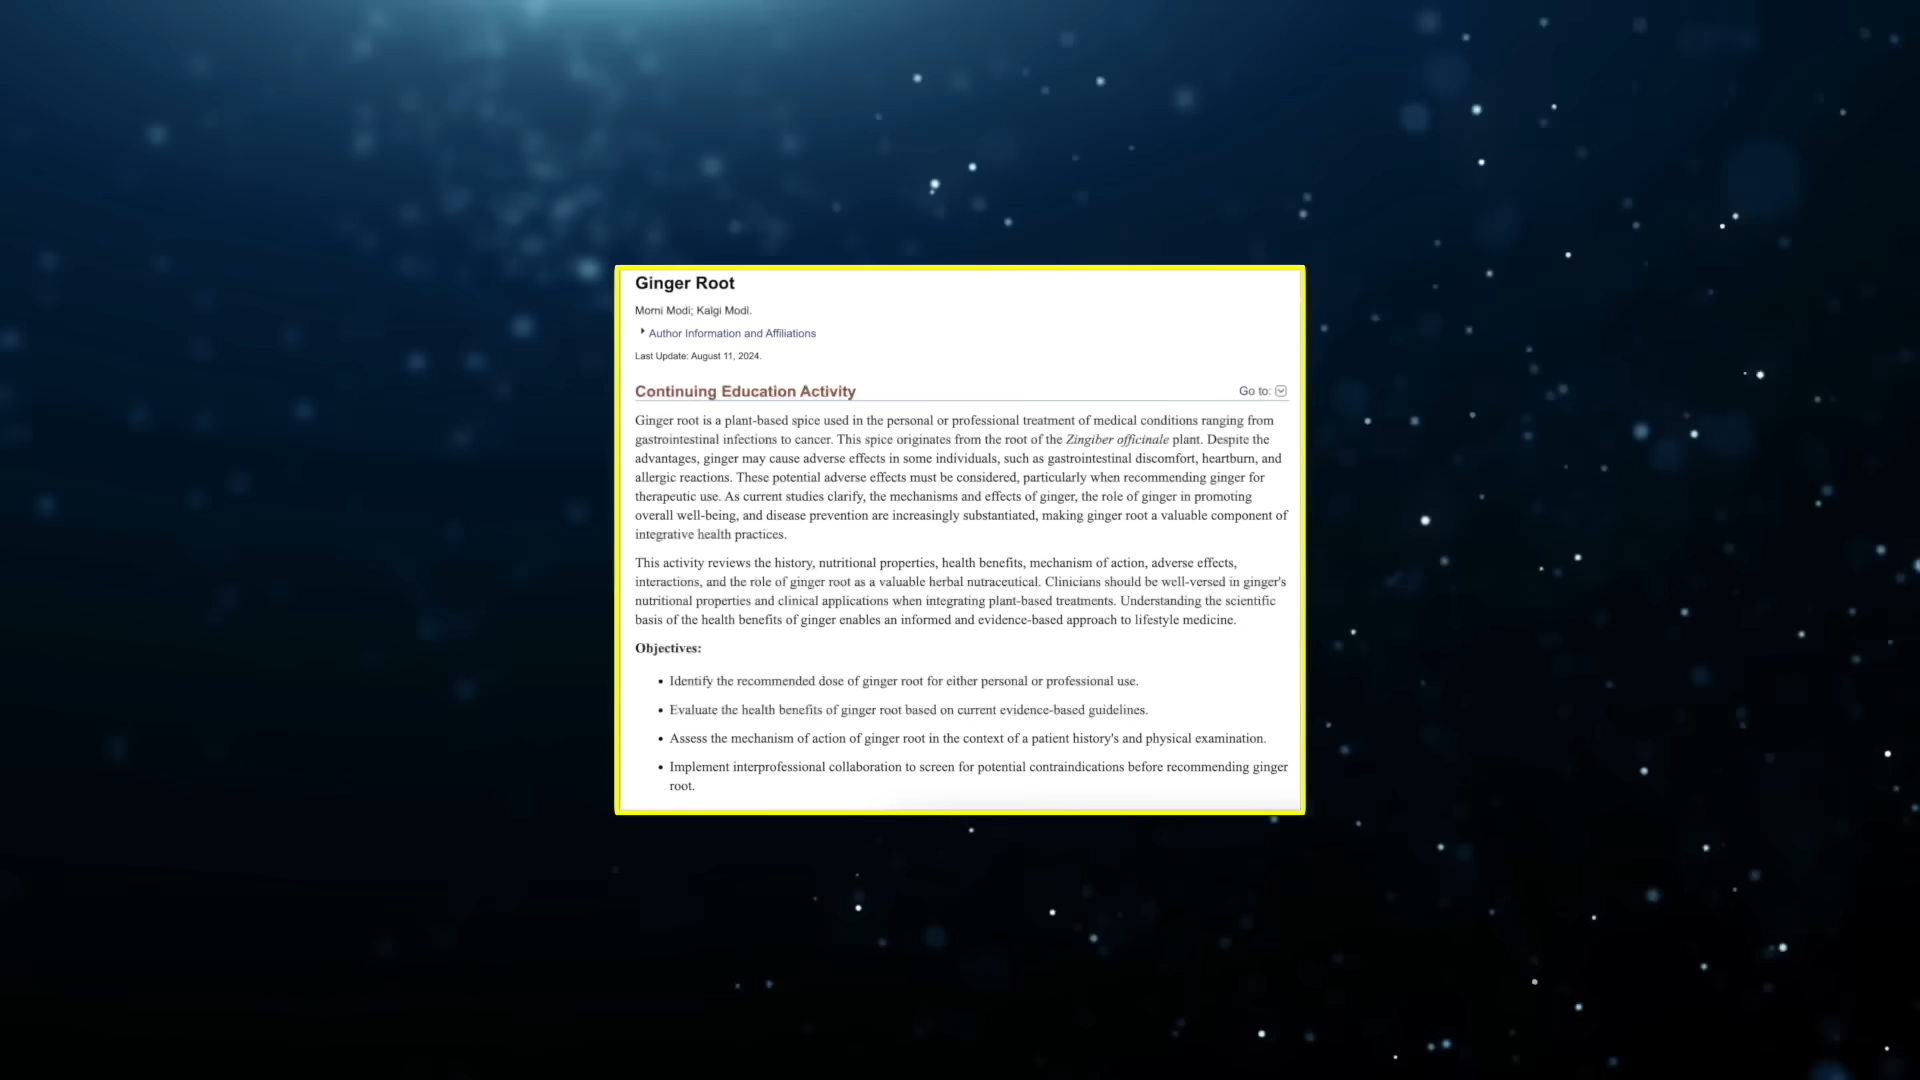 Ginger Root
Momi Modi; Kalgi Modi.
Author Information and Affiliations
Last Update: August 11, 2024.
Continuing Education Activity
Go to:
Ginger root is a plant-based spice used in the personal or professional treatment of medical conditions ranging from
gastrointestinal infections to cancer. This spice originates from the root of the Zingiber officinale plant. Despite the
advantages, ginger may cause adverse effects in some individuals, such as gastrointestinal discomfort, heartburn, and
allergic reactions. These potential adverse effects must be considered, particularly when recommending ginger for
therapeutic use. As current studies clarify, the mechanisms and effects of ginger, the role of ginger in promoting
overall well-being, and disease prevention are increasingly substantiated, making ginger root a valuable component of
integrative health practices.
This activity reviews the history, nutritional properties, health benefits, mechanism of action, adverse effects,
interactions, and the role of ginger root as a valuable herbal nutraceutical. Clinicians should be well-versed in ginger's
nutritional properties and clinical applications when integrating plant-based treatments. Understanding the scientific
basis of the health benefits of ginger enables an informed and evidence-based approach to lifestyle medicine.
Objectives:
• Identify the recommended dose of ginger root for either personal or professional use.
• Evaluate the health benefits of ginger root based on current evidence-based guidelines.
• Assess the mechanism of action of ginger root in the context of a patient history's and physical examination.
• Implement interprofessional collaboration to screen for potential contraindications before recommending ginger
root.